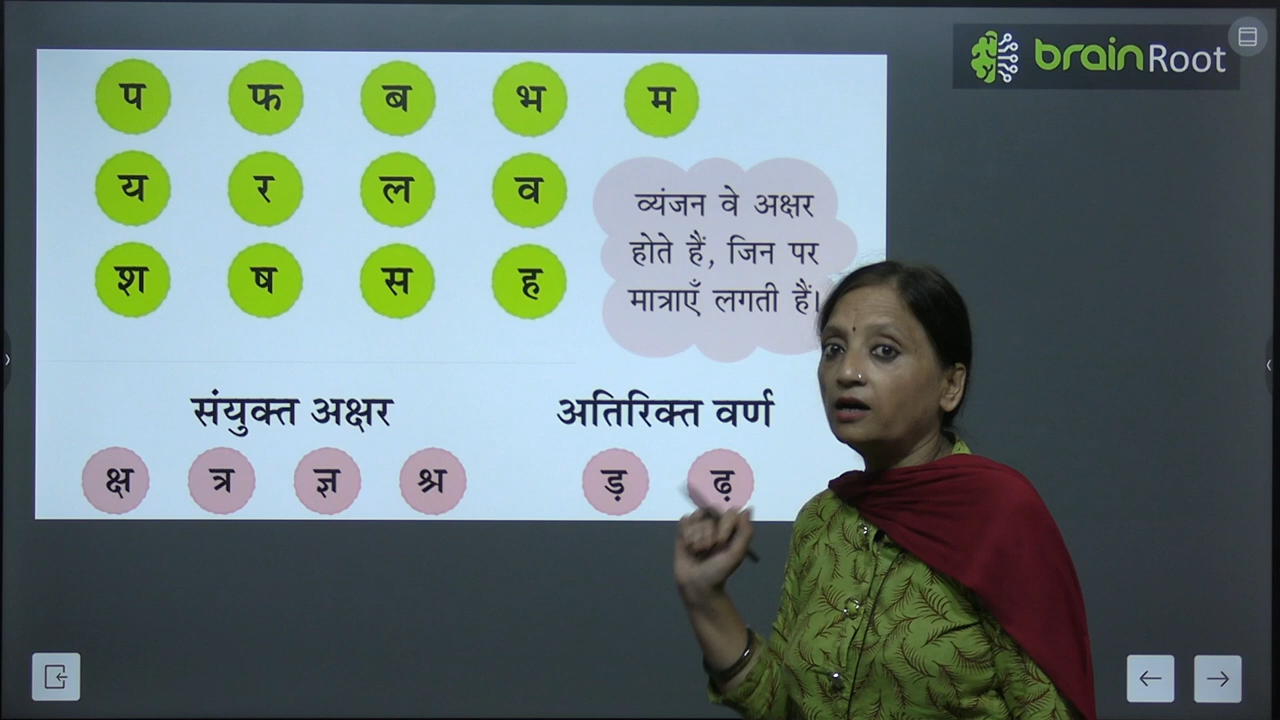 brainRoot
प फ ब भ म
य र ल व
श ष स ह
व्यंजन वे अक्षर
होते हैं, जिन पर
मात्राएँ लगती हैं।
संयुक्त अक्षर
अतिरिक्त वर्ण
क्ष त्र ज्ञ श्र
ड़ ढ़